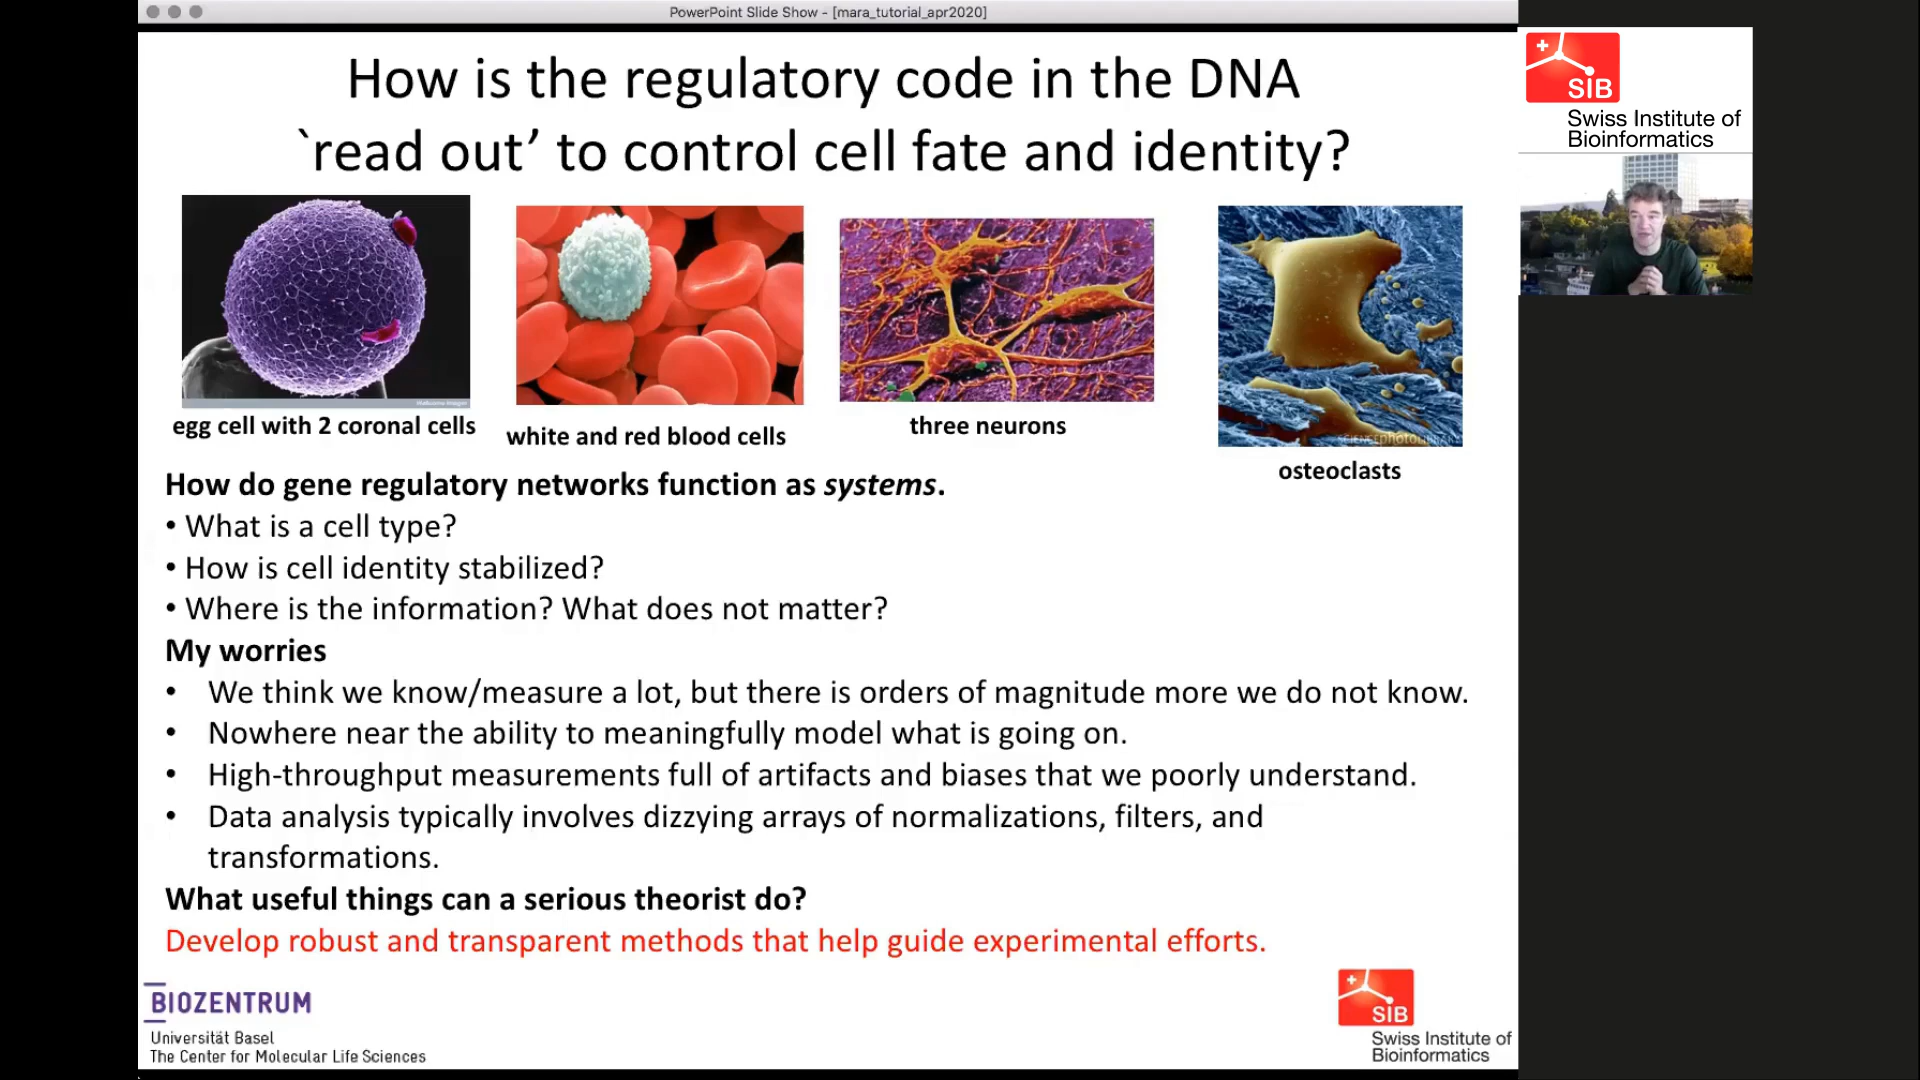 PowerPoint Slide Show - [mara_tutorial_apr2020]
How is the regulatory code in the DNA
`read out’ to control cell fate and identity?
SIB
Swiss Institute of
Bioinformatics
egg cell with 2 coronal cells
white and red blood cells
three neurons
osteoclasts
How do gene regulatory networks function as systems.
• What is a cell type?
• How is cell identity stabilized?
• Where is the information? What does not matter?
My worries
• We think we know/measure a lot, but there is orders of magnitude more we do not know.
• Nowhere near the ability to meaningfully model what is going on.
• High-throughput measurements full of artifacts and biases that we poorly understand.
• Data analysis typically involves dizzying arrays of normalizations, filters, and
transformations.
What useful things can a serious theorist do?
Develop robust and transparent methods that help guide experimental efforts.
BIOZENTRUM
Universität Basel
The Center for Molecular Life Sciences
SIB
Swiss Institute of
Bioinformatics